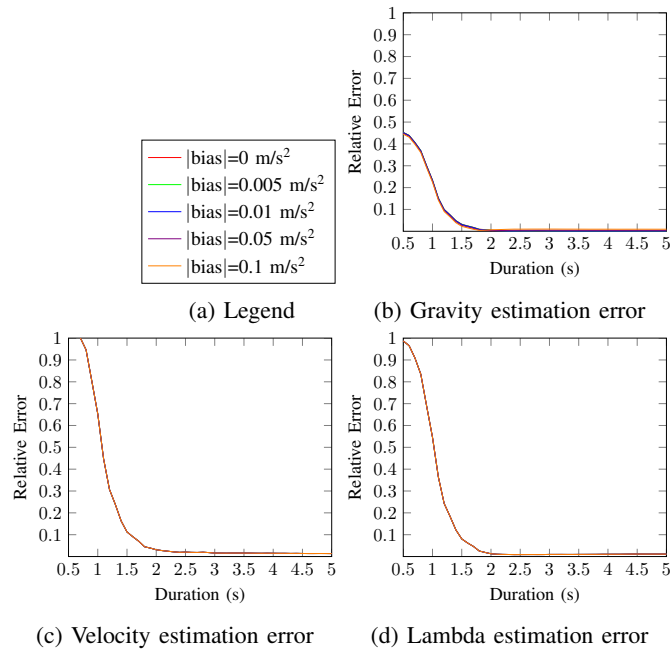 |bias|=0 m/s²
|bias|=0.005 m/s²
|bias|=0.01 m/s²
|bias|=0.05 m/s²
|bias|=0.1 m/s²
(a) Legend
1
0.9
0.8
0.7
0.6
0.5
0.4
0.3
0.2
0.1
Relative Error
0.5 1 1.5 2 2.5 3 3.5 4 4.5 5
Duration (s)
(b) Gravity estimation error
1
0.9
0.8
0.7
0.6
0.5
0.4
0.3
0.2
0.1
Relative Error
0.5 1 1.5 2 2.5 3 3.5 4 4.5 5
Duration (s)
(c) Velocity estimation error
1
0.9
0.8
0.7
0.6
0.5
0.4
0.3
0.2
0.1
Relative Error
0.5 1 1.5 2 2.5 3 3.5 4 4.5 5
Duration (s)
(d) Lambda estimation error